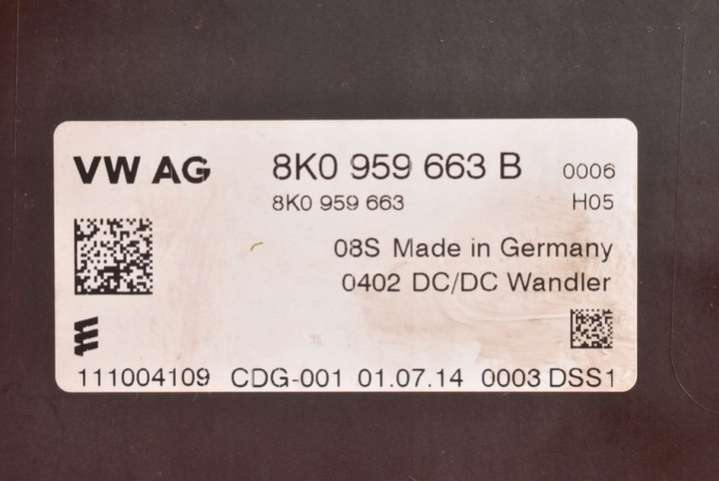 VW AG 8K0 959 663 B 0006
8K0 959 663 H05
08S Made in Germany
0402 DC/DC Wandler
111004109 CDG-001 01.07.14 0003 DSS1